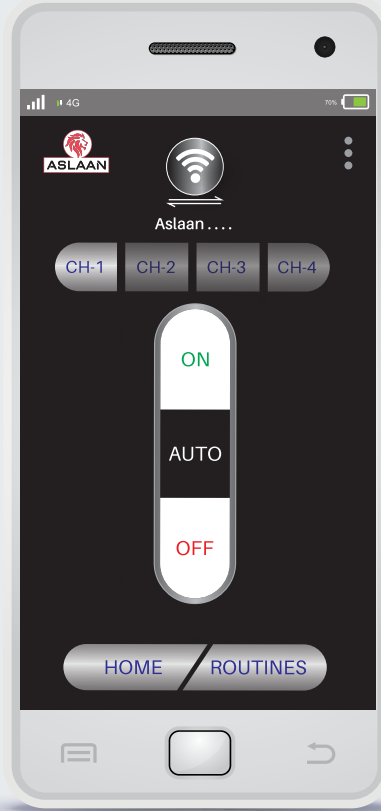 4G
70%
ASLAAN
Aslaan . . . .
CH-1 CH-2 CH-3 CH-4
ON
AUTO
OFF
HOME ROUTINES